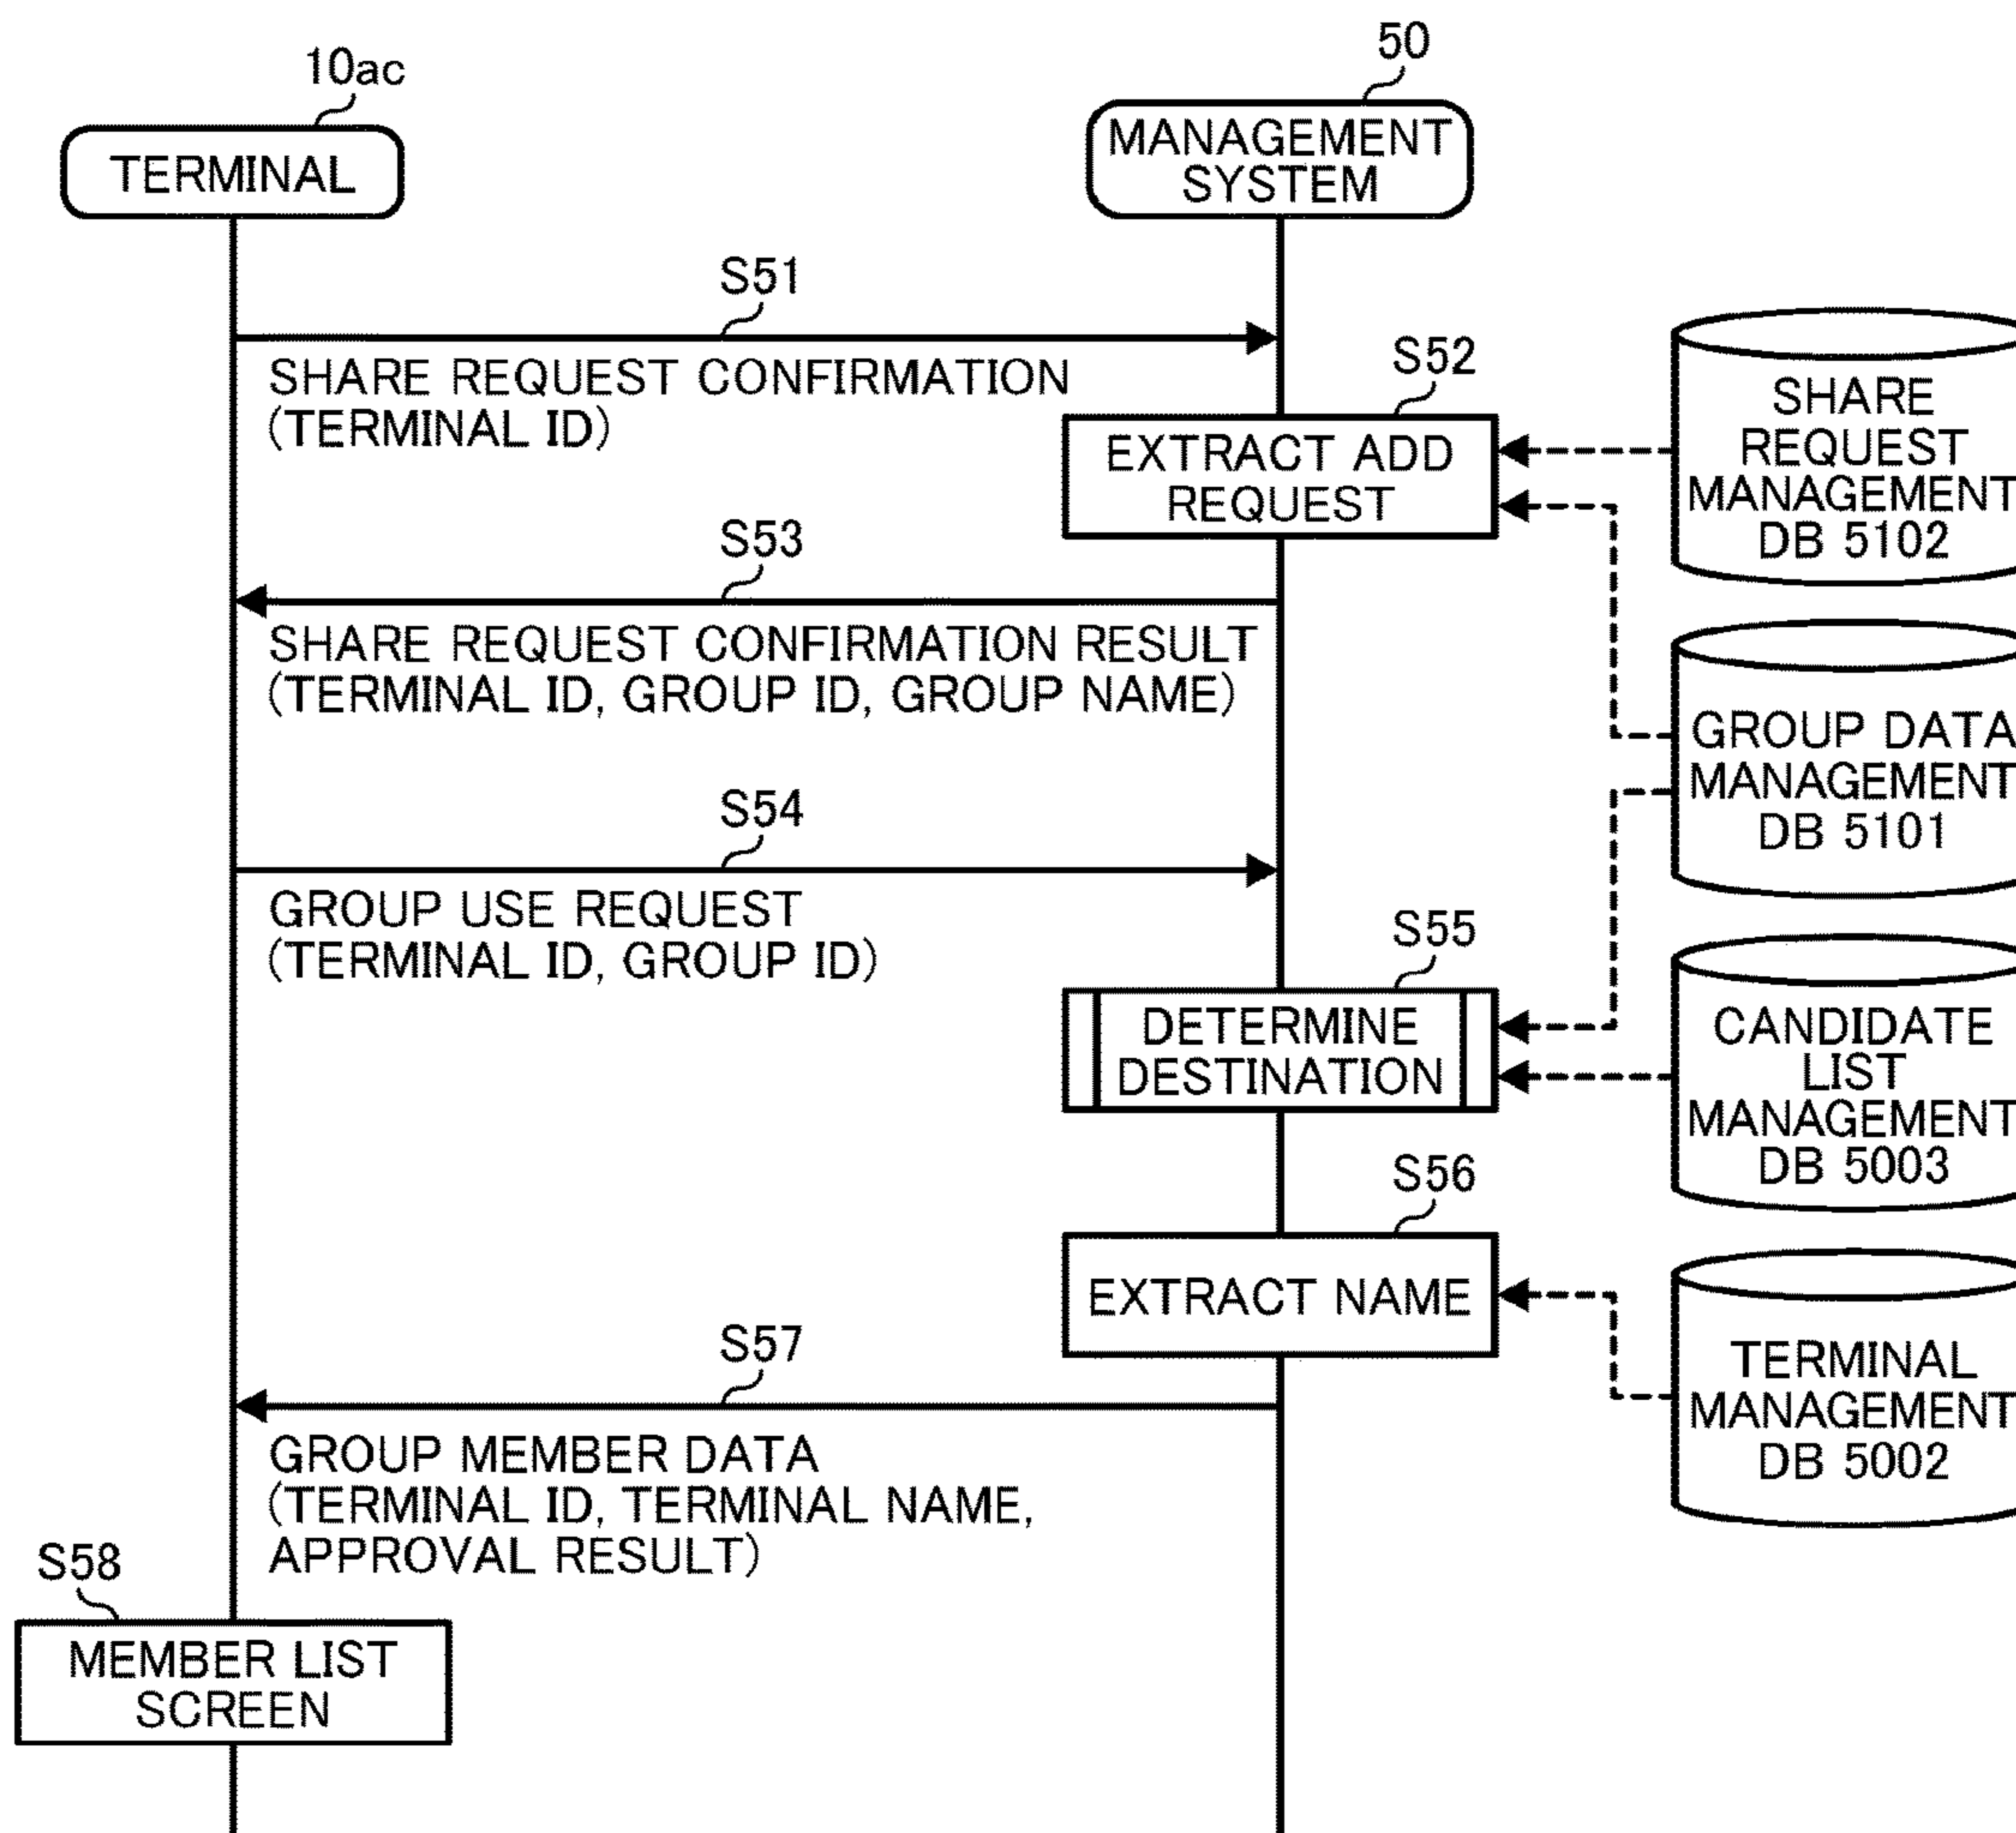 10ac
50
TERMINAL
MANAGEMENT
SYSTEM
S51
SHARE REQUEST CONFIRMATION
(TERMINAL ID)
S52
EXTRACT ADD
REQUEST
SHARE
REQUEST
MANAGEMENT
DB 5102
S53
SHARE REQUEST CONFIRMATION RESULT
(TERMINAL ID, GROUP ID, GROUP NAME)
GROUP DATA
MANAGEMENT
DB 5101
S54
GROUP USE REQUEST
(TERMINAL ID, GROUP ID)
S55
DETERMINE
DESTINATION
CANDIDATE
LIST
MANAGEMENT
DB 5003
S56
EXTRACT NAME
TERMINAL
MANAGEMENT
DB 5002
S57
GROUP MEMBER DATA
(TERMINAL ID, TERMINAL NAME,
APPROVAL RESULT)
S58
MEMBER LIST
SCREEN